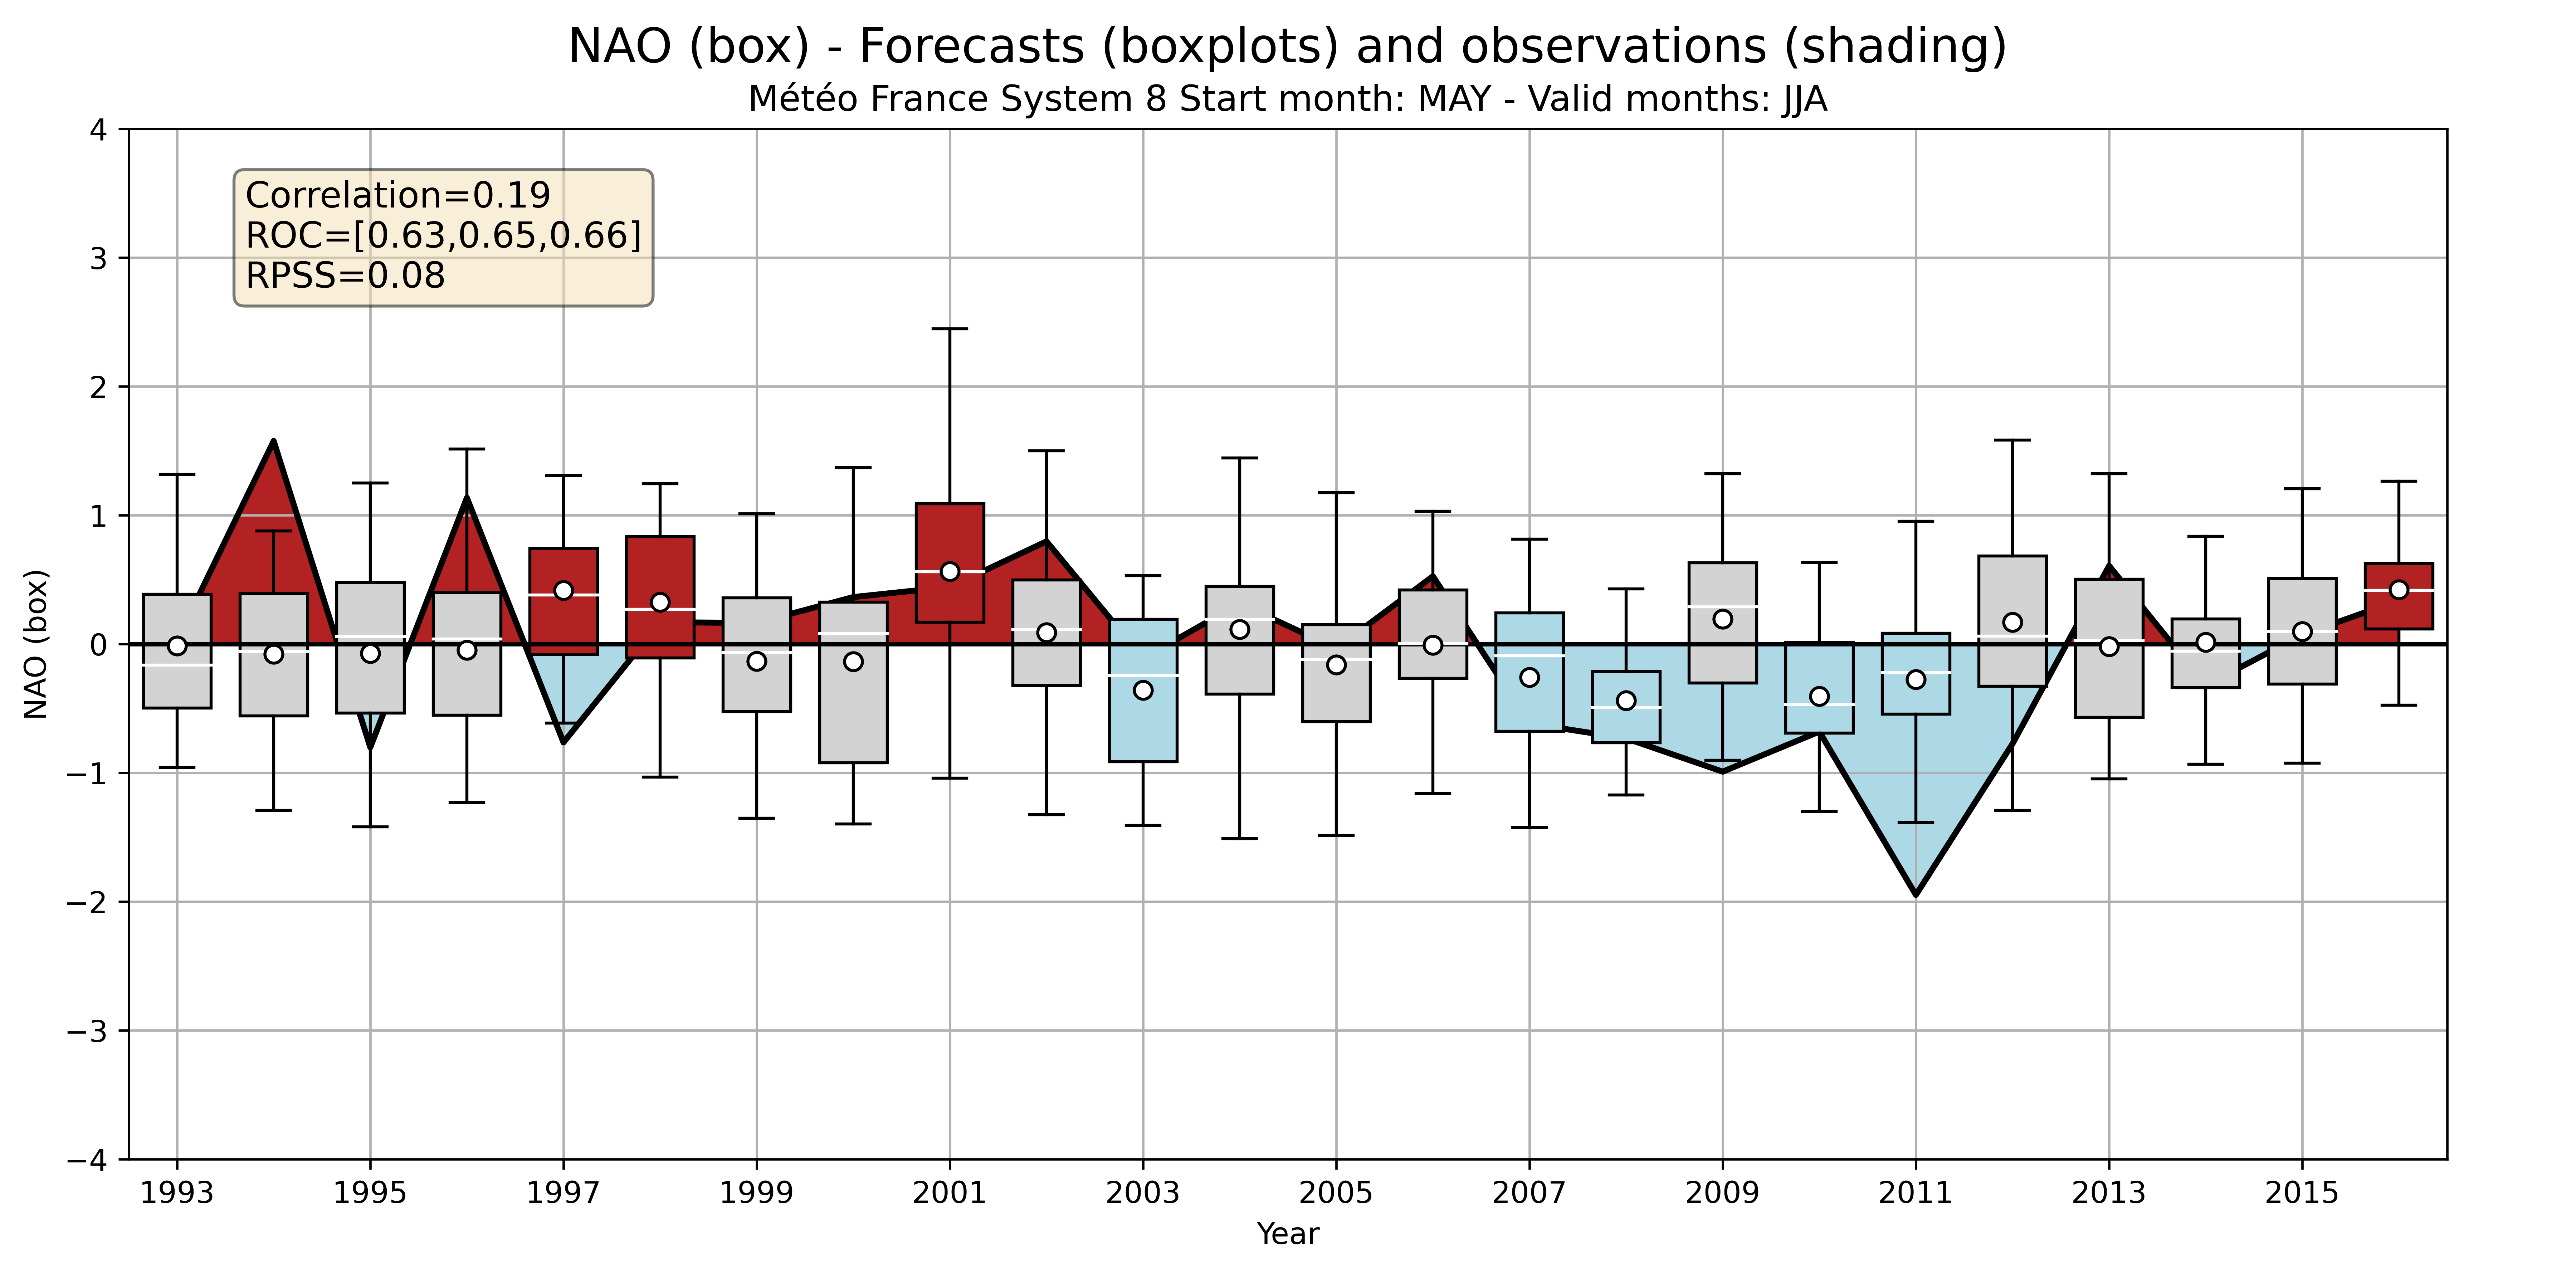 NAO (box) - Forecasts (boxplots) and observations (shading)
Météo France System 8 Start month: MAY - Valid months: JJA
Correlation=0.19
ROC=[0.63,0.65,0.66]
RPSS=0.08
NAO (box)
4
3
2
1
0
−1
−2
−3
−4
1993 1995 1997 1999 2001 2003 2005 2007 2009 2011 2013 2015
Year